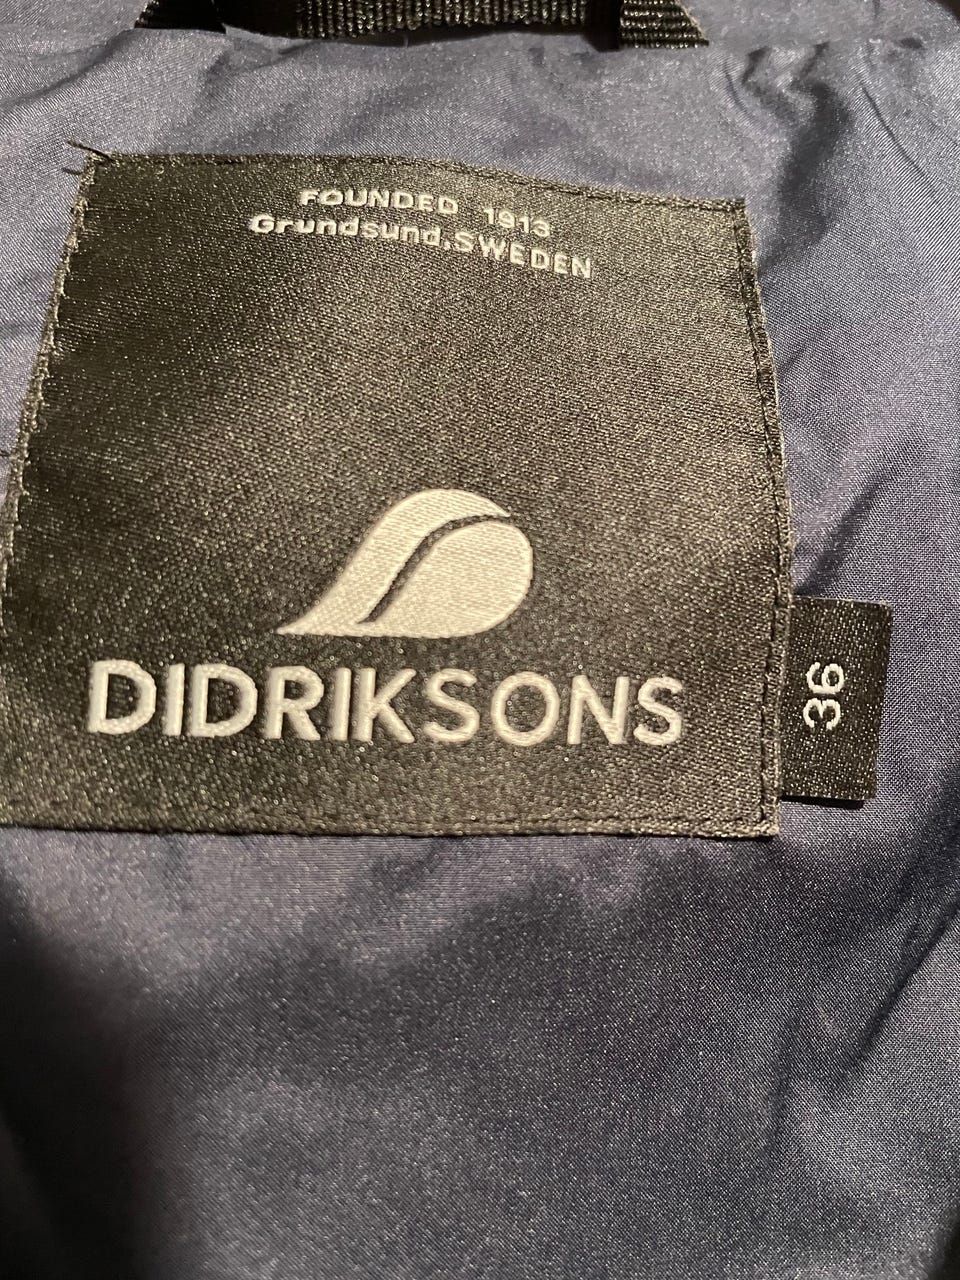 FOUNDED 1913
Grundsund, SWEDEN
DIDRIKSONS
36